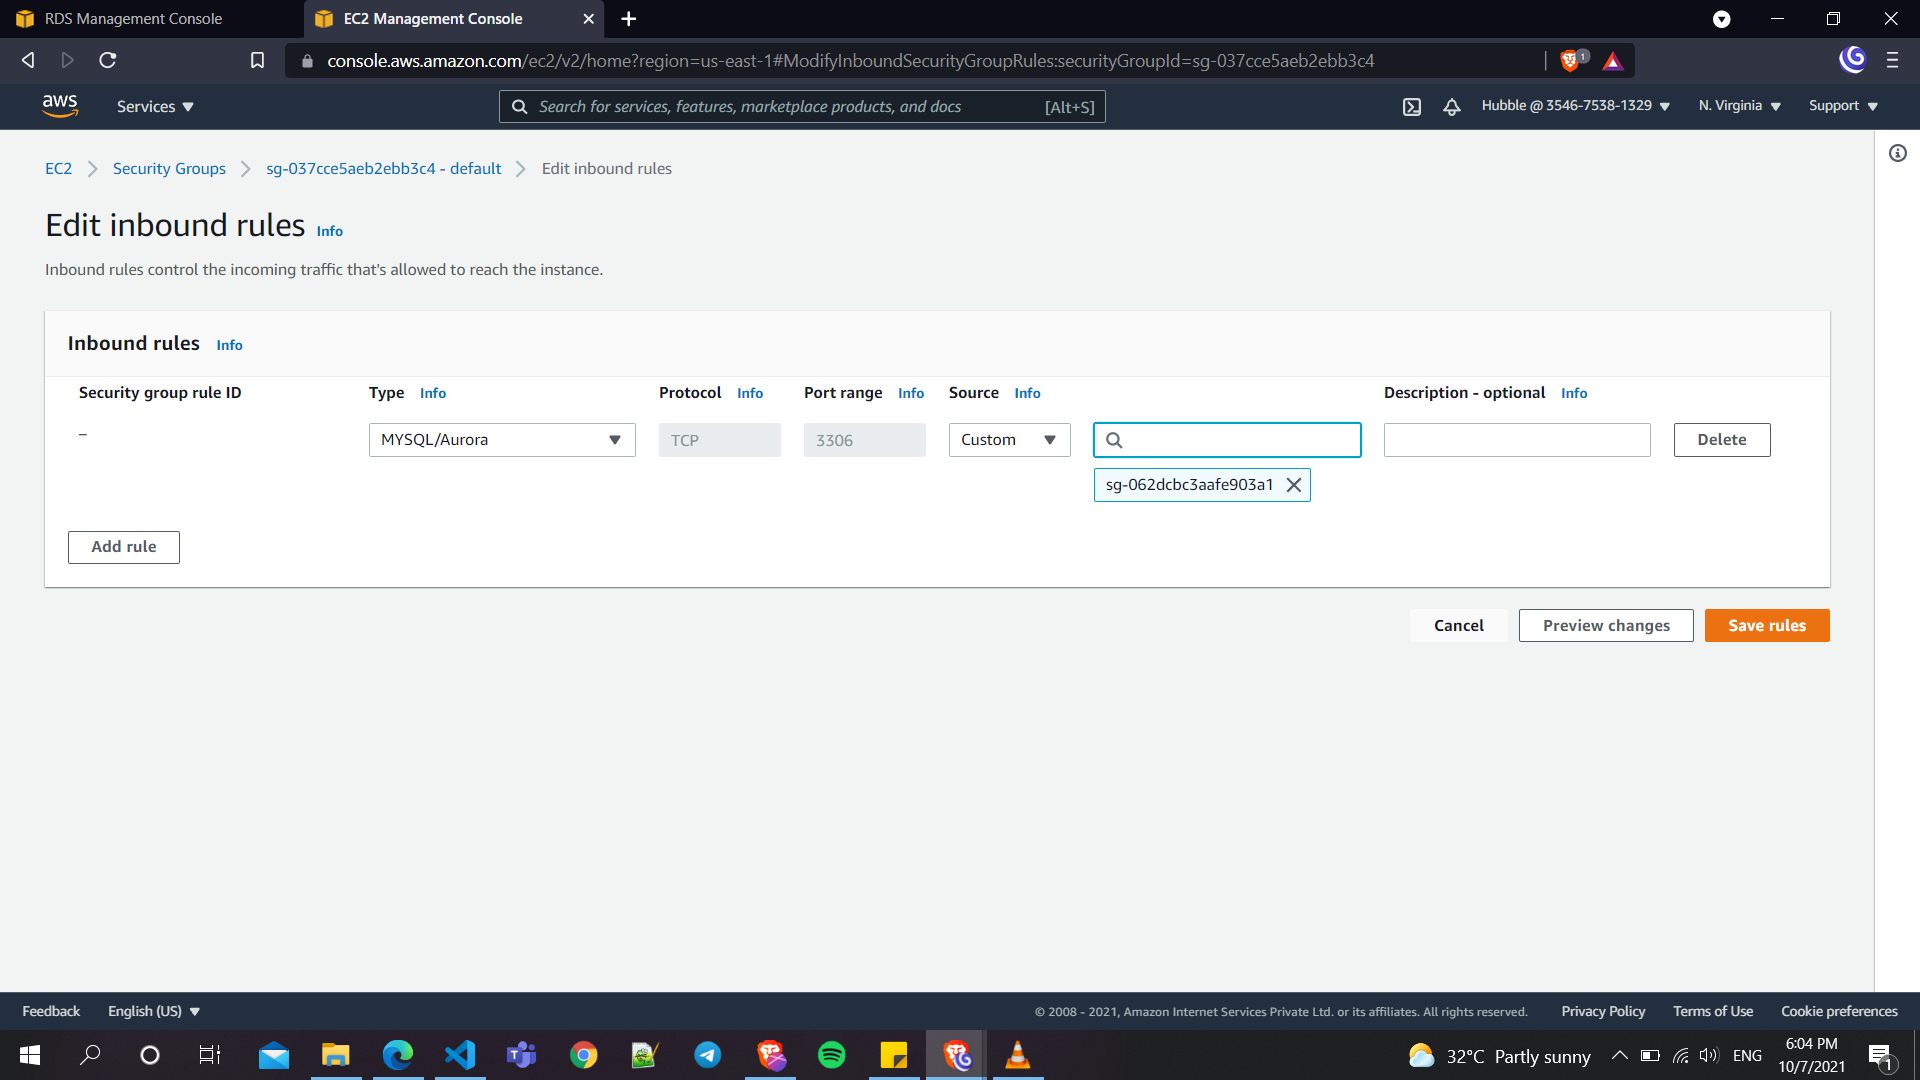 RDS Management Console
EC2 Management Console
console.aws.amazon.com/ec2/v2/home?region=us-east-1#ModifyInboundSecurityGroupRules:securityGroupId=sg-037cce5aeb2ebb3c4
1
aws
Services
Search for services, features, marketplace products, and docs
[Alt+S]
Hubble @ 3546-7538-1329
N. Virginia
Support
EC2
Security Groups
sg-037cce5aeb2ebb3c4 - default
Edit inbound rules
Edit inbound rules Info
Inbound rules control the incoming traffic that's allowed to reach the instance.
Inbound rules Info
Security group rule ID
Type Info
Protocol Info
Port range Info
Source Info
Description - optional Info
–
MYSQL/Aurora
TCP
3306
Custom
Delete
sg-062dcbc3aafe903a1
Add rule
Cancel
Preview changes
Save rules
Feedback
English (US)
© 2008 - 2021, Amazon Internet Services Private Ltd. or its affiliates. All rights reserved.
Privacy Policy
Terms of Use
Cookie preferences
32°C Partly sunny
ENG
6:04 PM
10/7/2021
1